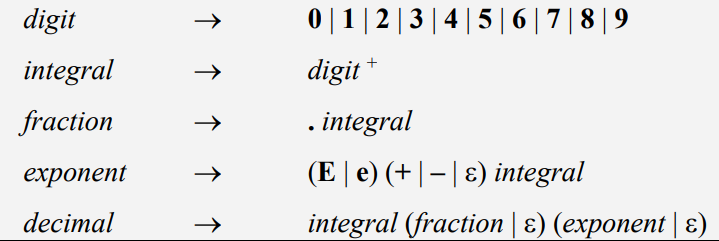 digit → 0 | 1 | 2 | 3 | 4 | 5 | 6 | 7 | 8 | 9
integral → digit +
fraction → . integral
exponent → (E | e) (+ | – | ε) integral
decimal → integral (fraction | ε) (exponent | ε)